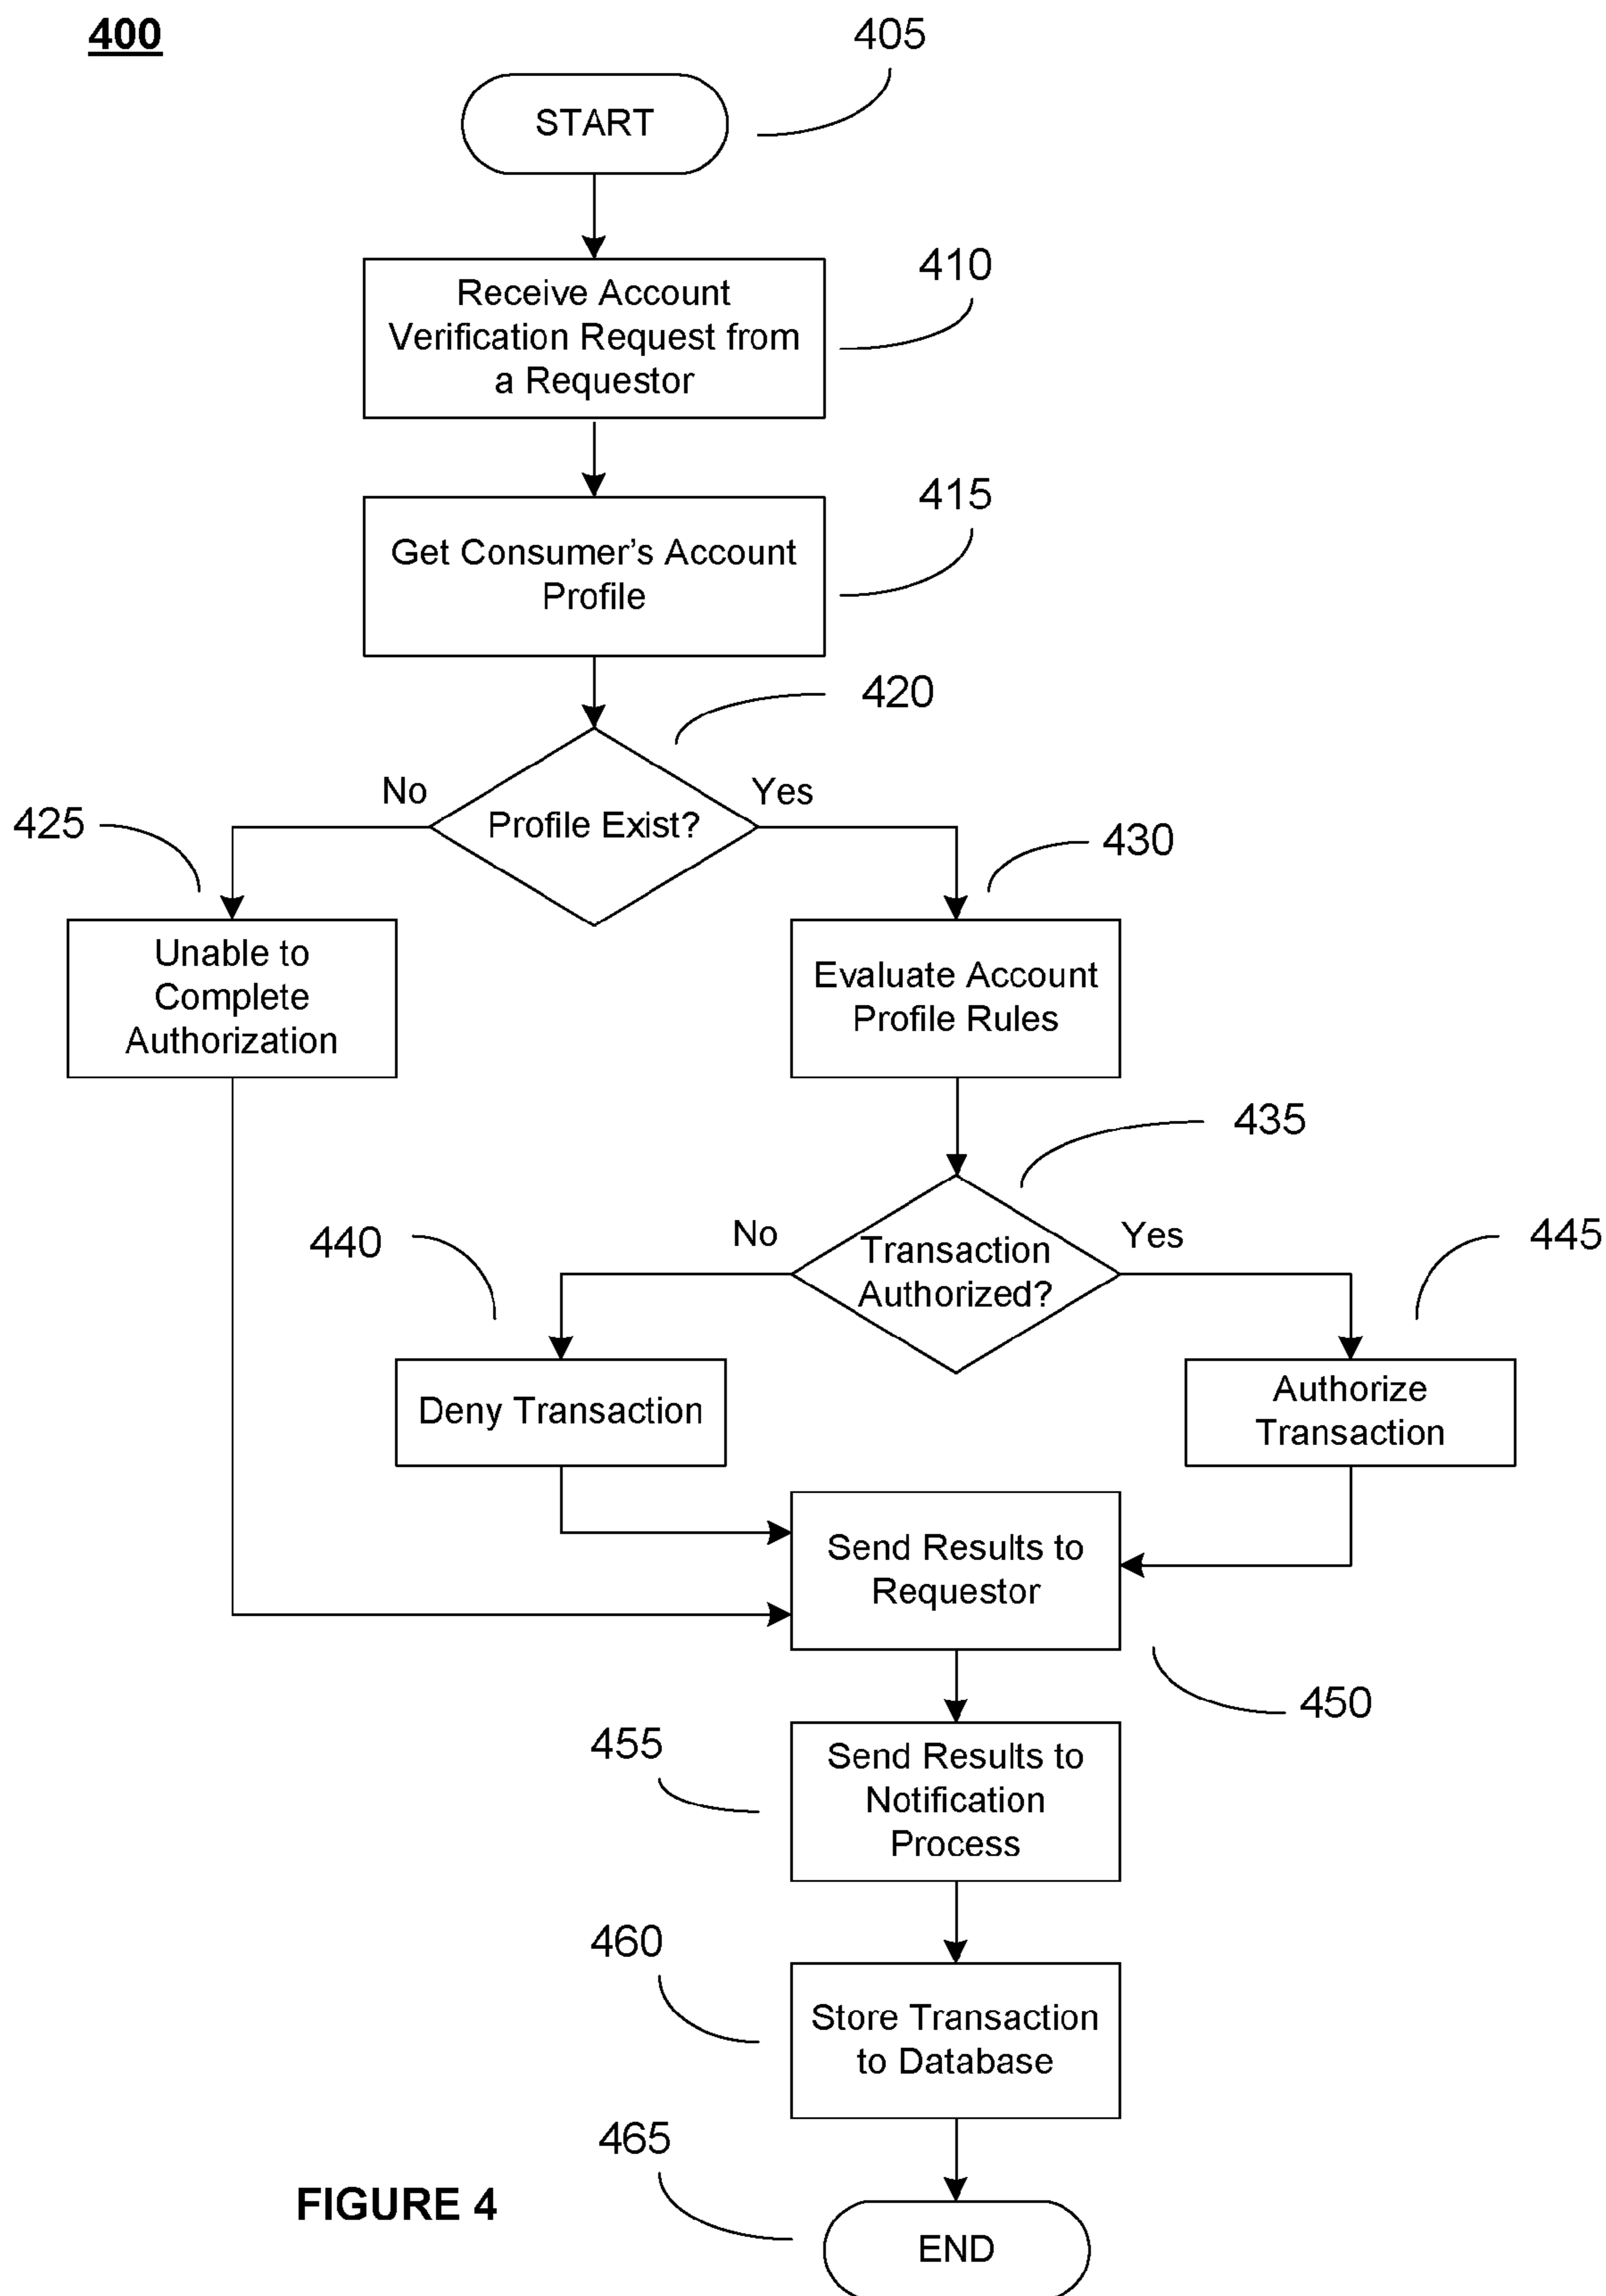 400
405
START
410
Receive Account
Verification Request from
a Requestor
415
Get Consumer’s Account
Profile
420
No
Yes
Profile Exist?
425
430
Unable to
Complete
Authorization
Evaluate Account
Profile Rules
435
440
No
Yes
445
Transaction
Authorized?
Deny Transaction
Authorize
Transaction
Send Results to
Requestor
450
455
Send Results to
Notification
Process
460
Store Transaction
to Database
465
FIGURE 4
END